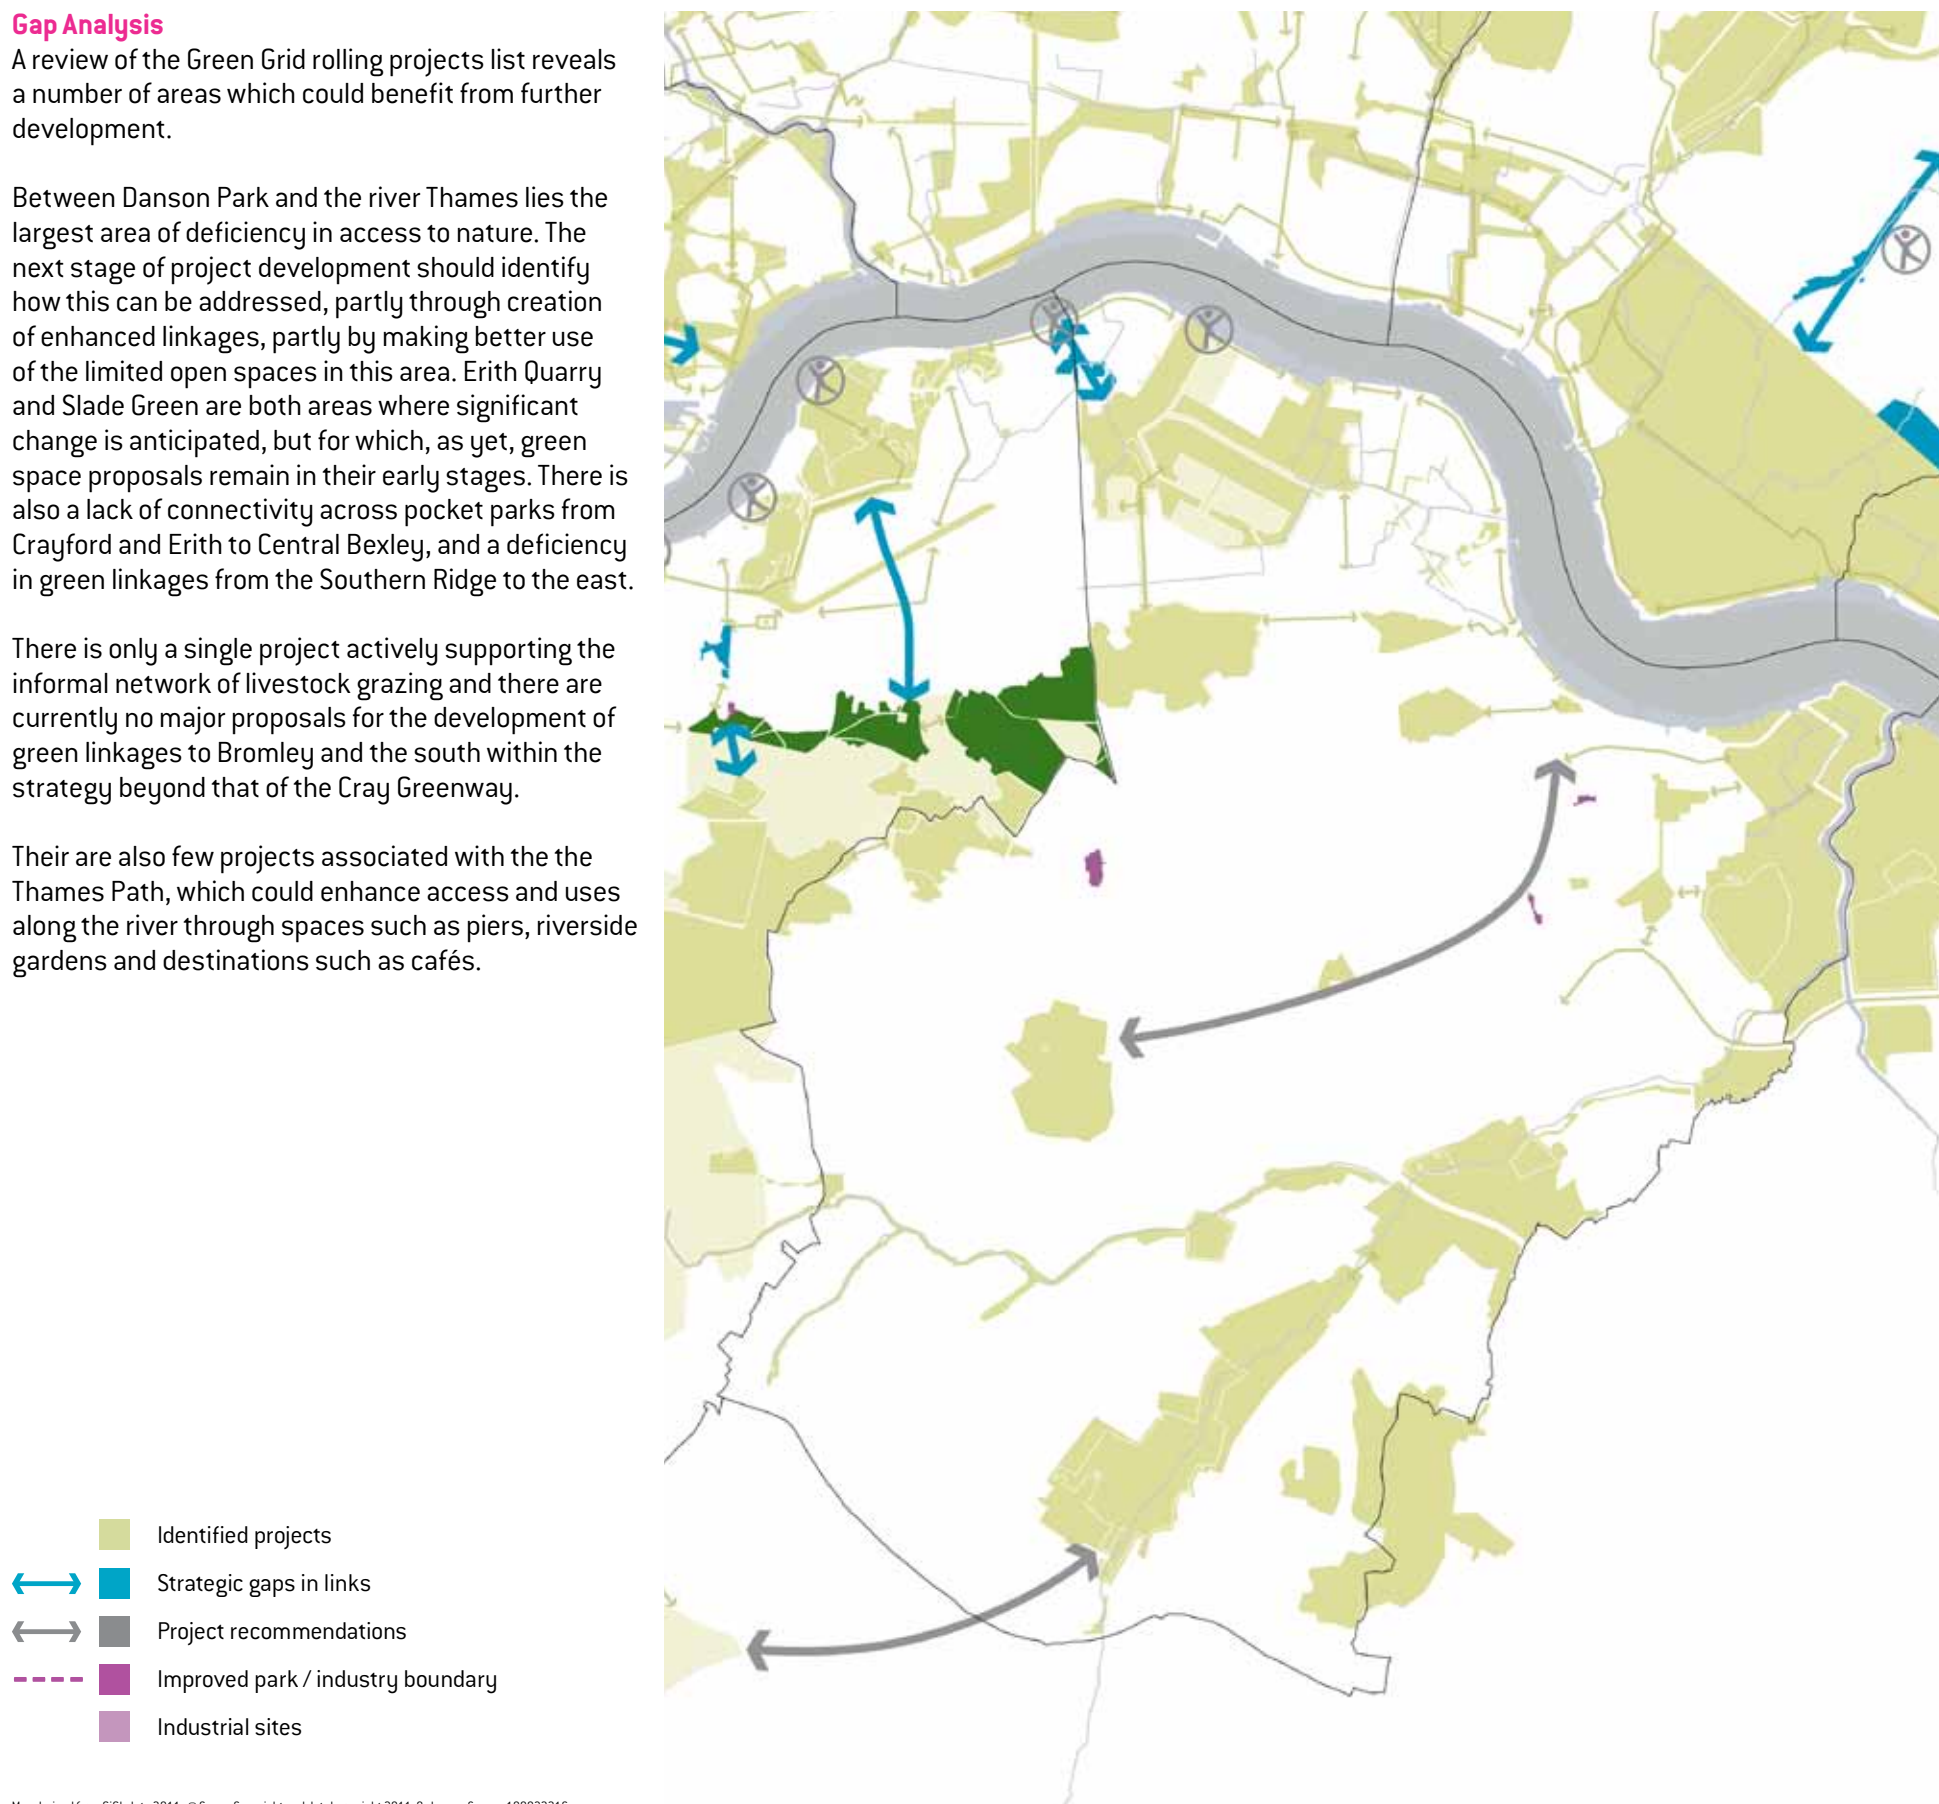 Gap Analysis
A review of the Green Grid rolling projects list reveals
a number of areas which could benefit from further
development.
Between Danson Park and the river Thames lies the
largest area of deficiency in access to nature. The
next stage of project development should identify
how this can be addressed, partly through creation
of enhanced linkages, partly by making better use
of the limited open spaces in this area. Erith Quarry
and Slade Green are both areas where significant
change is anticipated, but for which, as yet, green
space proposals remain in their early stages. There is
also a lack of connectivity across pocket parks from
Crayford and Erith to Central Bexley, and a deficiency
in green linkages from the Southern Ridge to the east.
There is only a single project actively supporting the
informal network of livestock grazing and there are
currently no major proposals for the development of
green linkages to Bromley and the south within the
strategy beyond that of the Cray Greenway.
Their are also few projects associated with the the
Thames Path, which could enhance access and uses
along the river through spaces such as piers, riverside
gardens and destinations such as cafés.
Identified projects
Strategic gaps in links
Project recommendations
Improved park / industry boundary
Industrial sites